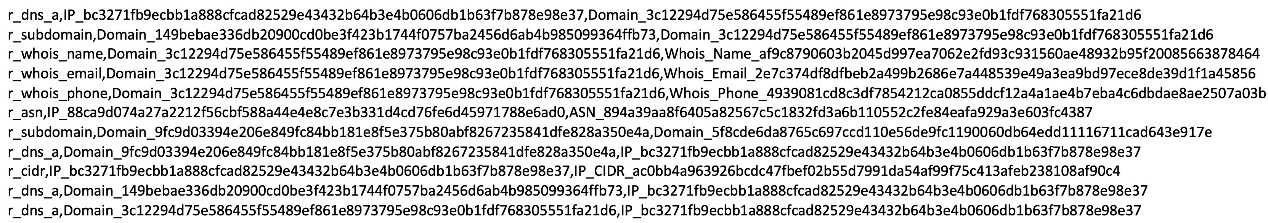 r_dns_a,IP_bc3271fb9ecbb1a888cfcad82529e43432b64b3e4b0606db1b63f7b878e98e37,Domain_3c12294d75e586455f55489ef861e8973795e98c93e0b1fdf768305551fa21d6
r_subdomain,Domain_149bebae336db20900cd0be3f423b1744f0757ba2456d6ab4b985099364ffb73,Domain_3c12294d75e586455f55489ef861e8973795e98c93e0b1fdf768305551fa21d6
r_whois_name,Domain_3c12294d75e586455f55489ef861e8973795e98c93e0b1fdf768305551fa21d6,Whois_Name_af9c8790603b2045d997ea7062e2fd93c931560ae48932b95f20085663878464
r_whois_email,Domain_3c12294d75e586455f55489ef861e8973795e98c93e0b1fdf768305551fa21d6,Whois_Email_2e7c374df8dfbeb2a499b2686e7a448539e49a3ea9bd97ece8de39d1f1a45856
r_whois_phone,Domain_3c12294d75e586455f55489ef861e8973795e98c93e0b1fdf768305551fa21d6,Whois_Phone_4939081cd8c3df7854212ca0855ddcf12a4a1ae4b7eba4c6dbdae8ae2507a03b
r_asn,IP_88ca9d074a27a2212f56cbf588a44e4e8c7e3b331d4cd76fe6d45971788e6ad0,ASN_894a39aa8f6405a82567c5c1832fd3a6b110552c2fe84eafa929a3e603fc4387
r_subdomain,Domain_9fc9d03394e206e849fc84bb181e8f5e375b80abf8267235841dfe828a350e4a,Domain_5f8cde6da8765c697ccd110e56de9fc1190060db64edd11116711cad643e917e
r_dns_a,Domain_9fc9d03394e206e849fc84bb181e8f5e375b80abf8267235841dfe828a350e4a,IP_bc3271fb9ecbb1a888cfcad82529e43432b64b3e4b0606db1b63f7b878e98e37
r_cidr,IP_bc3271fb9ecbb1a888cfcad82529e43432b64b3e4b0606db1b63f7b878e98e37,IP_CIDR_ac0bb4a963926bcdc47fbef02b55d7991da54af99f75c413afeb238108af90c4
r_dns_a,Domain_149bebae336db20900cd0be3f423b1744f0757ba2456d6ab4b985099364ffb73,IP_bc3271fb9ecbb1a888cfcad82529e43432b64b3e4b0606db1b63f7b878e98e37
r_dns_a,Domain_3c12294d75e586455f55489ef861e8973795e98c93e0b1fdf768305551fa21d6,IP_bc3271fb9ecbb1a888cfcad82529e43432b64b3e4b0606db1b63f7b878e98e37